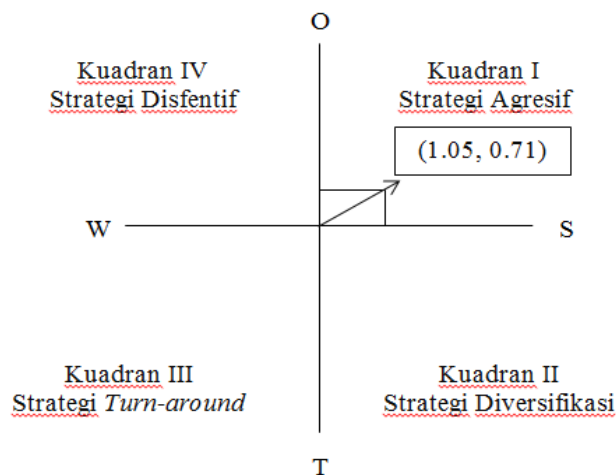 O
Kuadran IV
Strategi Disfentif
Kuadran I
Strategi Agresif
(1.05, 0.71)
W
S
Kuadran III
Strategi Turn-around
Kuadran II
Strategi Diversifikasi
T